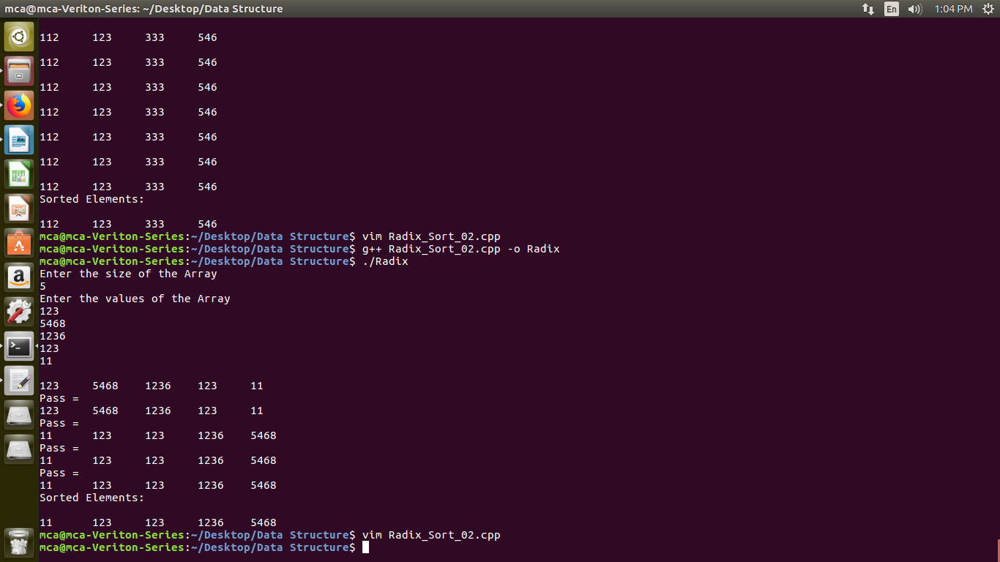 mca@mca-Veriton-Series: ~/Desktop/Data Structure
En
1:04 PM
112 123 333 546
112 123 333 546
112 123 333 546
112 123 333 546
112 123 333 546
112 123 333 546
112 123 333 546
Sorted Elements:
112 123 333 546
mca@mca-Veriton-Series:~/Desktop/Data Structure$ vim Radix_Sort_02.cpp
mca@mca-Veriton-Series:~/Desktop/Data Structure$ g++ Radix_Sort_02.cpp -o Radix
mca@mca-Veriton-Series:~/Desktop/Data Structure$ ./Radix
Enter the size of the Array
5
Enter the values of the Array
123
5468
1236
123
11
123 5468 1236 123 11
Pass =
123 5468 1236 123 11
Pass =
11 123 123 1236 5468
Pass =
11 123 123 1236 5468
Pass =
11 123 123 1236 5468
Sorted Elements:
11 123 123 1236 5468
mca@mca-Veriton-Series:~/Desktop/Data Structure$ vim Radix_Sort_02.cpp
mca@mca-Veriton-Series:~/Desktop/Data Structure$